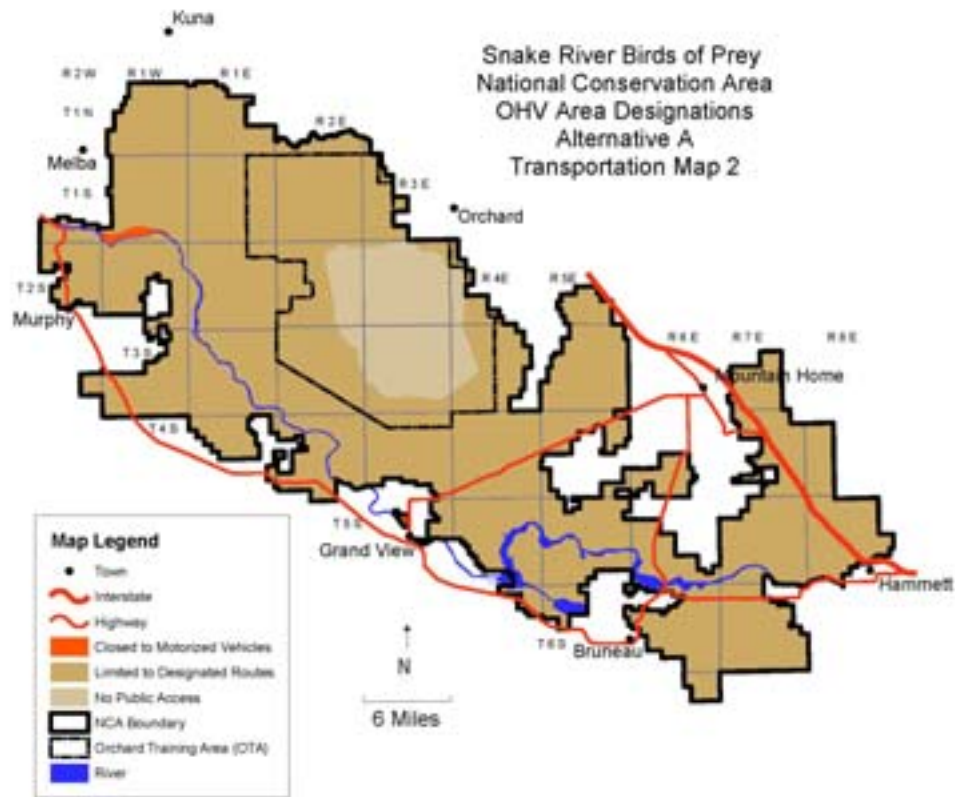 Kuna
Snake River Birds of Prey
National Conservation Area
OHV Area Designations
Alternative A
Transportation Map 2
R 2 W
R 1 W
R 1 E
T 1 N
R 2 E
Melba
T 1 S
R 3 E
Orchard
T 2 S
R 4 E
R 5 E
Murphy
T 3 S
R 6 E
R 7 E
R 8 E
Mountain Home
T 4 S
T 5 S
Grand View
Hammett
T 6 S
Bruneau
N
6 Miles
Map Legend
Town
Interstate
Highway
Closed to Motorized Vehicles
Limited to Designated Routes
No Public Access
NCA Boundary
Orchard Training Area (OTA)
River